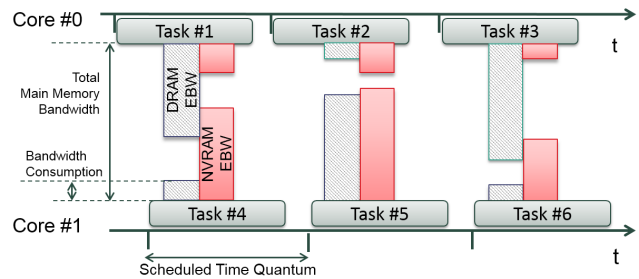 Core #0
Task #1
Task #2
Task #3
t
Total
Main Memory
Bandwidth
DRAM
EBW
NVRAM
EBW
Bandwidth
Consumption
Task #4
Task #5
Task #6
Core #1
t
Scheduled Time Quantum